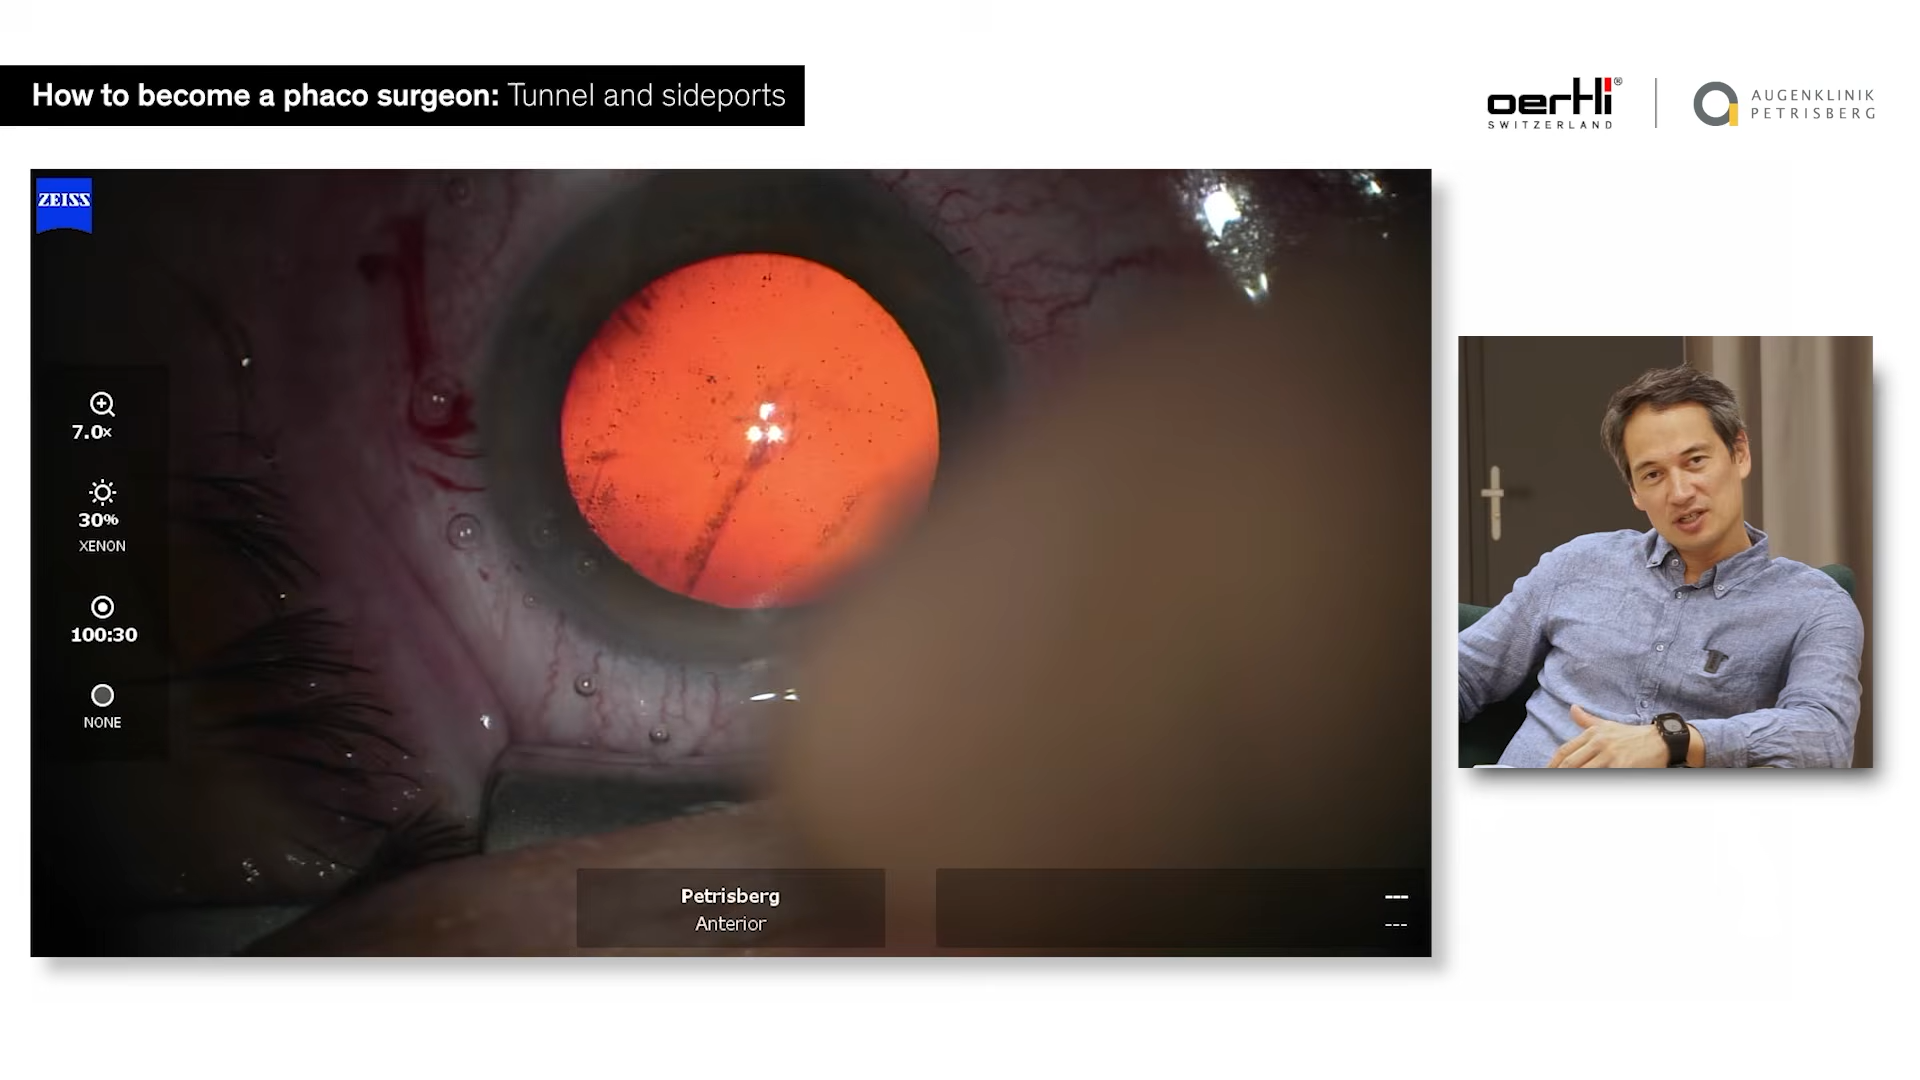 How to become a phaco surgeon: Tunnel and sideports
oertli®
SWITZERLAND
AUGENKLINIK
PETRISBERG
ZEISS
7.0x
30%
XENON
100:30
NONE
Petrisberg
Anterior
---
---